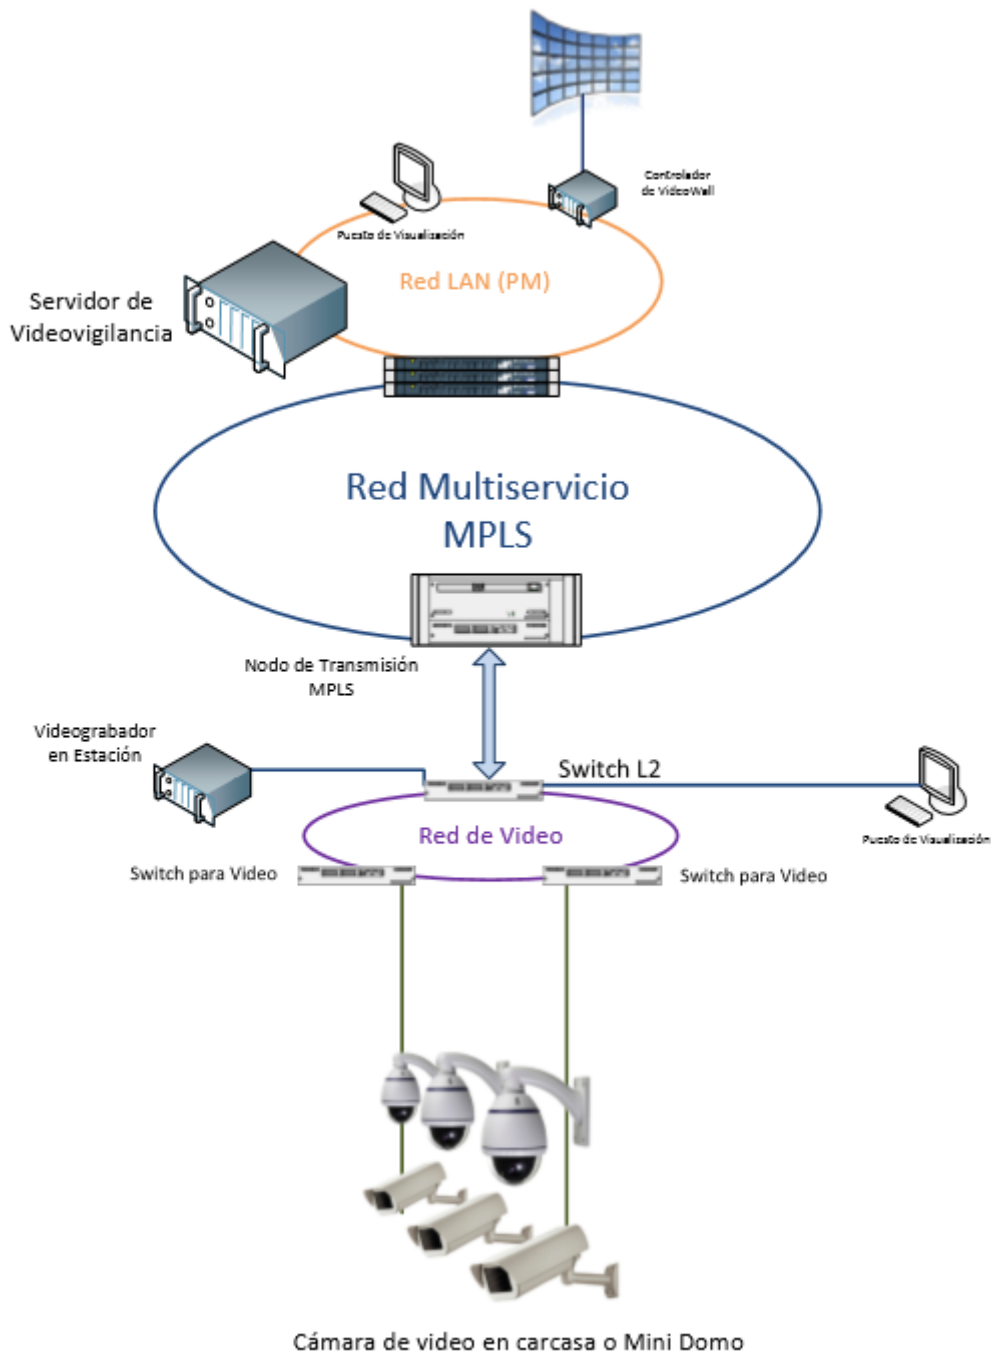 Controlador
de VideoWall
Puesto de Visualización
Red LAN (PM)
Servidor de
Videovigilancia
Red Multiservicio
MPLS
Nodo de Transmisión
MPLS
Videograbador
en Estación
Switch L2
Puesto de Visualización
Red de Video
Switch para Video
Switch para Video
Cámara de video en carcasa o Mini Domo